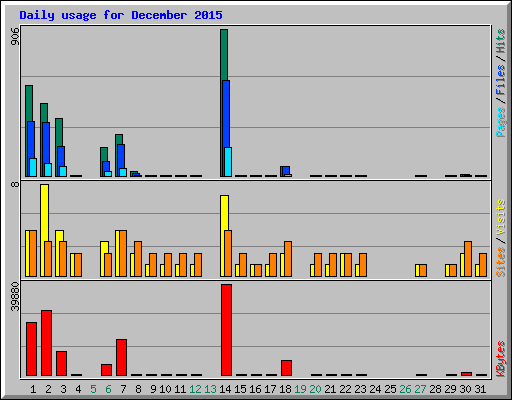 Daily usage for December 2015
906
Pages / Files / Hits
8
Sites / Visits
39880
KBytes
1 2 3 4 5 6 7 8 9 10 11 12 13 14 15 16 17 18 19 20 21 22 23 24 25 26 27 28 29 30 31